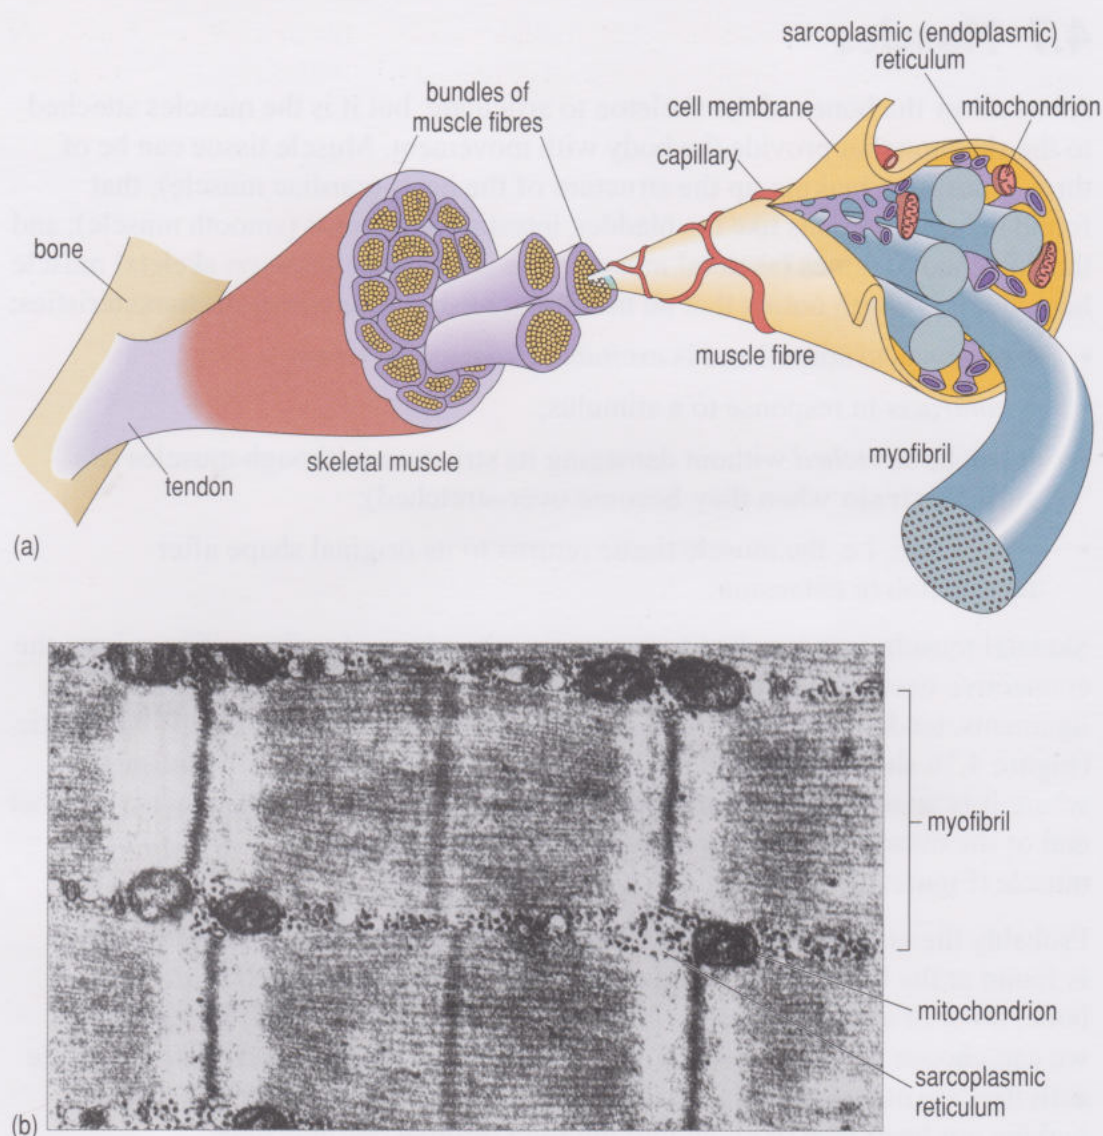 sarcoplasmic (endoplasmic)
reticulum
bundles of
muscle fibres
cell membrane
mitochondrion
capillary
bone
muscle fibre
myofibril
skeletal muscle
tendon
(a)
myofibril
mitochondrion
sarcoplasmic
reticulum
(b)